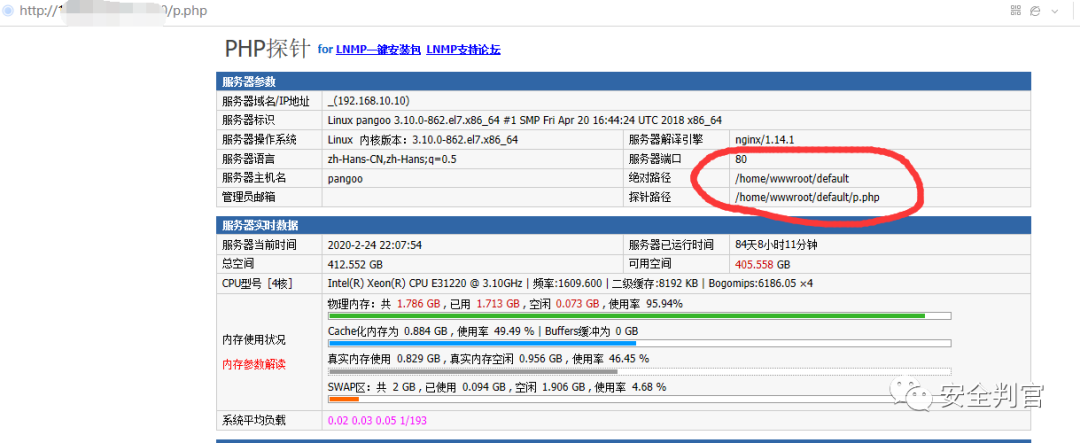 http://1 0/p.php
PHP探针 for LNMP一键安装包 LNMP支持论坛
服务器参数
服务器域名/IP地址 _(192.168.10.10)
服务器标识 Linux pangoo 3.10.0-862.el7.x86_64 #1 SMP Fri Apr 20 16:44:24 UTC 2018 x86_64
服务器操作系统 Linux 内核版本：3.10.0-862.el7.x86_64 服务器解译引擎 nginx/1.14.1
服务器语言 zh-Hans-CN,zh-Hans;q=0.5 服务器端口 80
服务器主机名 pangoo 绝对路径 /home/wwwroot/default
管理员邮箱 探针路径 /home/wwwroot/default/p.php
服务器实时数据
服务器当前时间 2020-2-24 22:07:54 服务器已运行时间 84天8小时11分钟
总空间 412.552 GB 可用空间 405.558 GB
CPU型号 [4核] Intel(R) Xeon(R) CPU E31220 @ 3.10GHz | 频率:1609.600 | 二级缓存:8192 KB | Bogomips:6186.05 ×4
内存使用状况
内存参数解读
物理内存：共 1.786 GB , 已用 1.713 GB , 空闲 0.073 GB , 使用率 95.94%
Cache化内存为 0.884 GB , 使用率 49.49 % | Buffers缓冲为 0 GB
真实内存使用 0.829 GB , 真实内存空闲 0.956 GB , 使用率 46.45 %
SWAP区：共 2 GB , 已使用 0.094 GB , 空闲 1.906 GB , 使用率 4.68 %
系统平均负载 0.02 0.03 0.05 1/193
安全判官